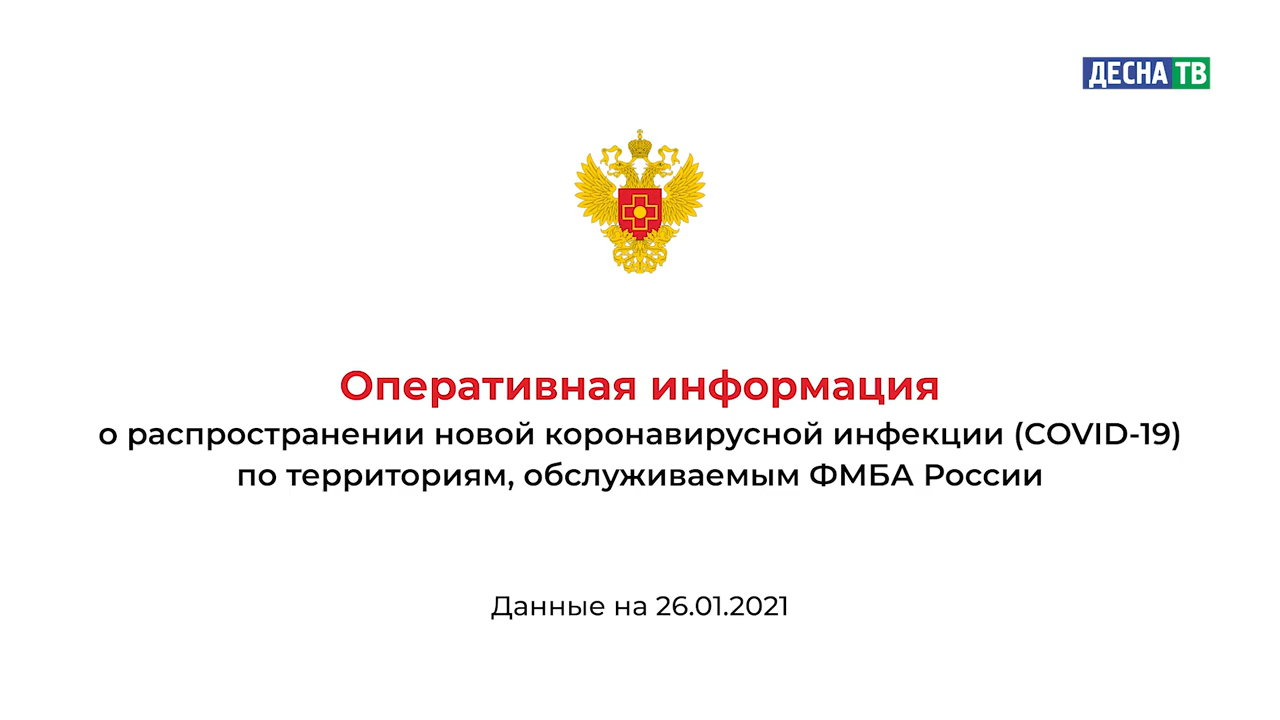 ДЕСНА ТВ
Оперативная информация
о распространении новой коронавирусной инфекции (COVID-19)
по территориям, обслуживаемым ФМБА России
Данные на 26.01.2021